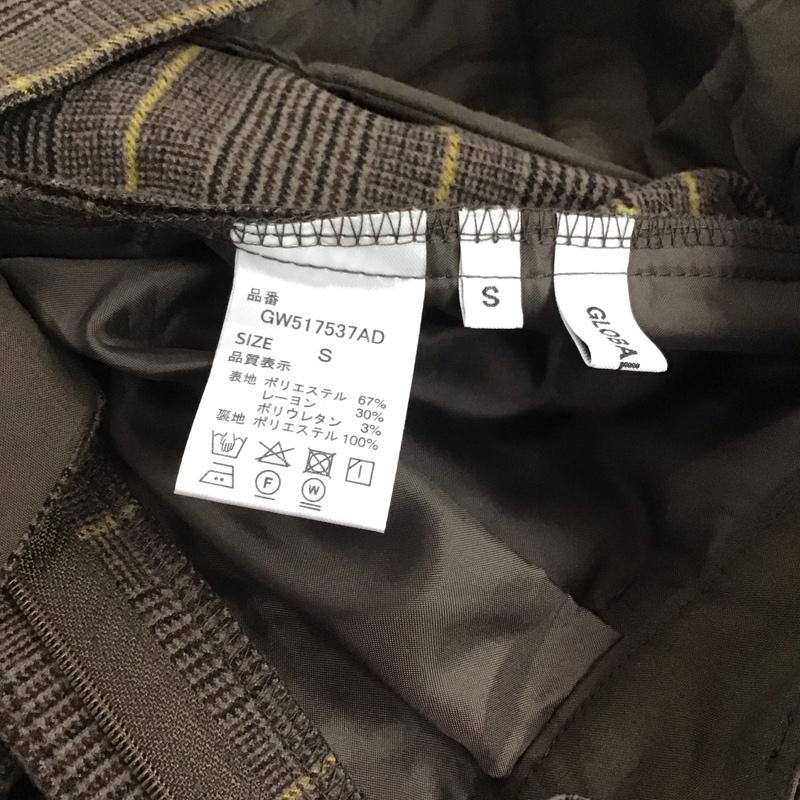 品番
GW517537AD
SIZE S
品質表示
表地 ポリエステル 67%
レーヨン 30%
ポリウレタン 3%
裏地 ポリエステル 100%
F W
S
GLOBA